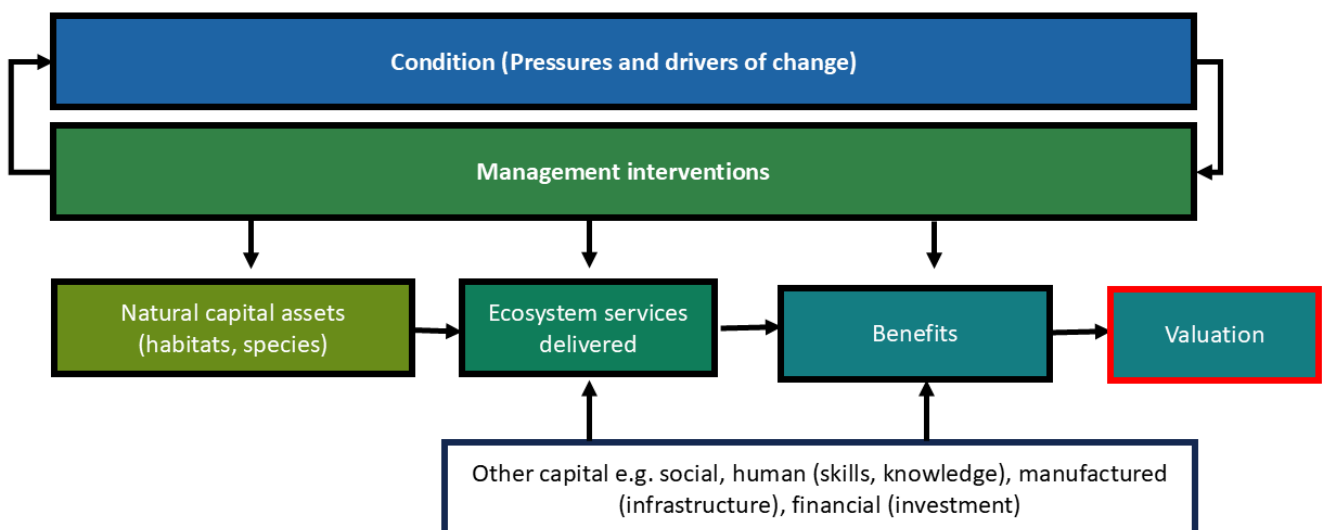 Condition (Pressures and drivers of change)
Management interventions
Natural capital assets
(habitats, species)
Ecosystem services
delivered
Benefits
Valuation
Other capital e.g. social, human (skills, knowledge), manufactured
(infrastructure), financial (investment)